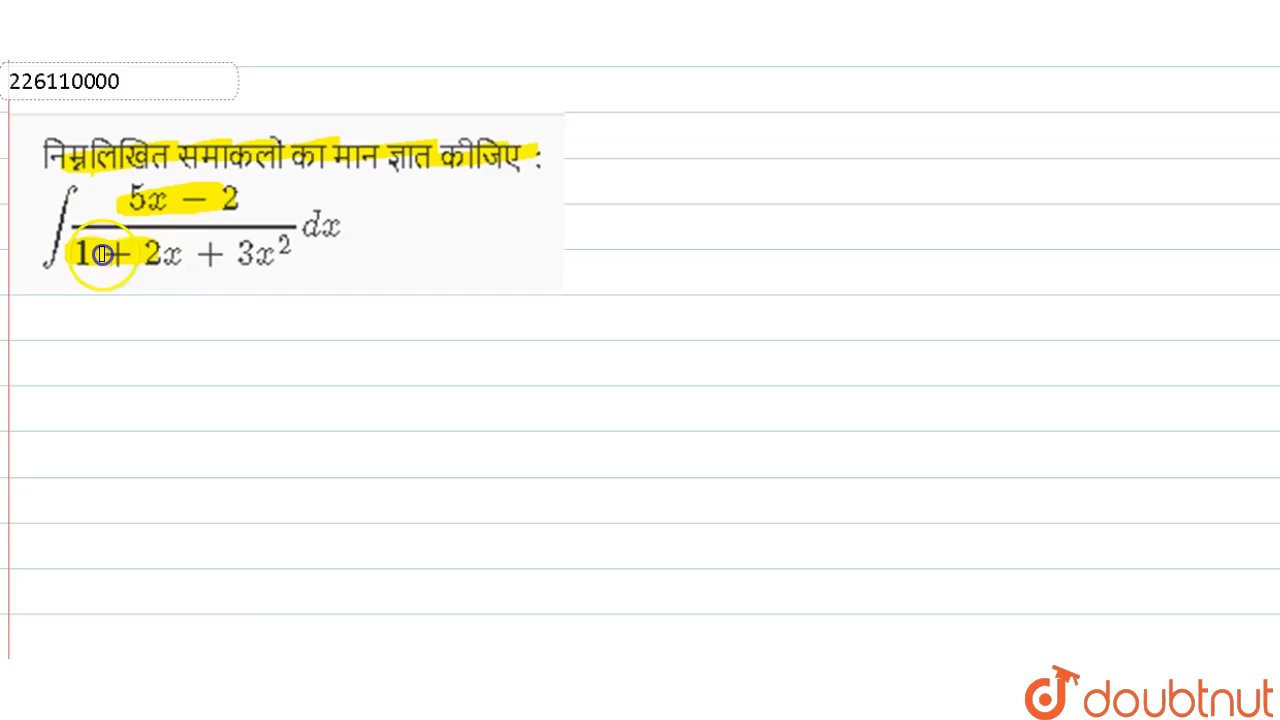 226110000
निम्नलिखित समाकलों का मान ज्ञात कीजिए :
∫ (5x − 2)/(1 + 2x + 3x²) dx
doubtnut